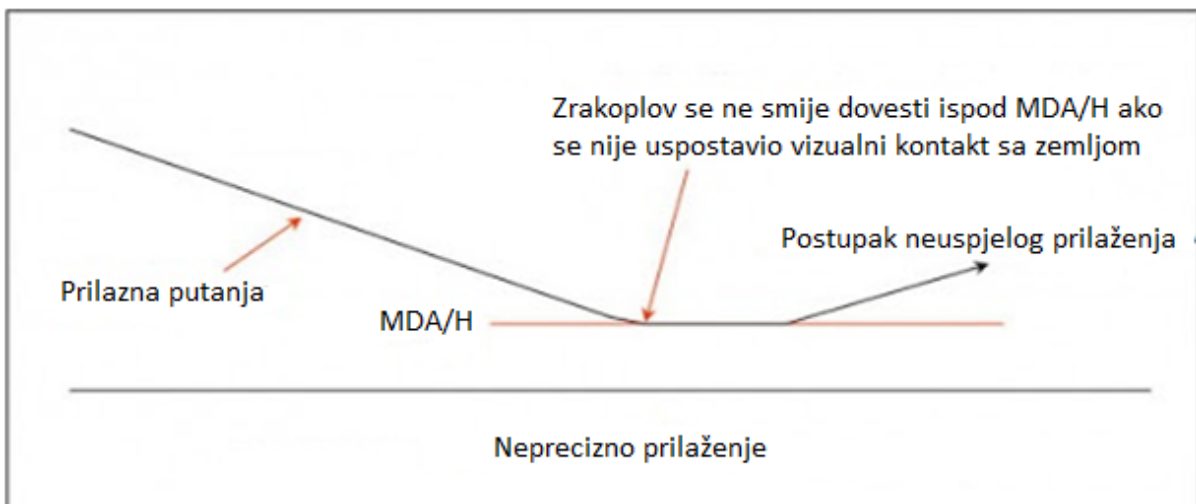 Zrakoplov se ne smije dovesti ispod MDA/H ako
se nije uspostavio vizualni kontakt sa zemljom
Postupak neuspjelog prilaženja
Prilazna putanja
MDA/H
Neprecizno prilaženje